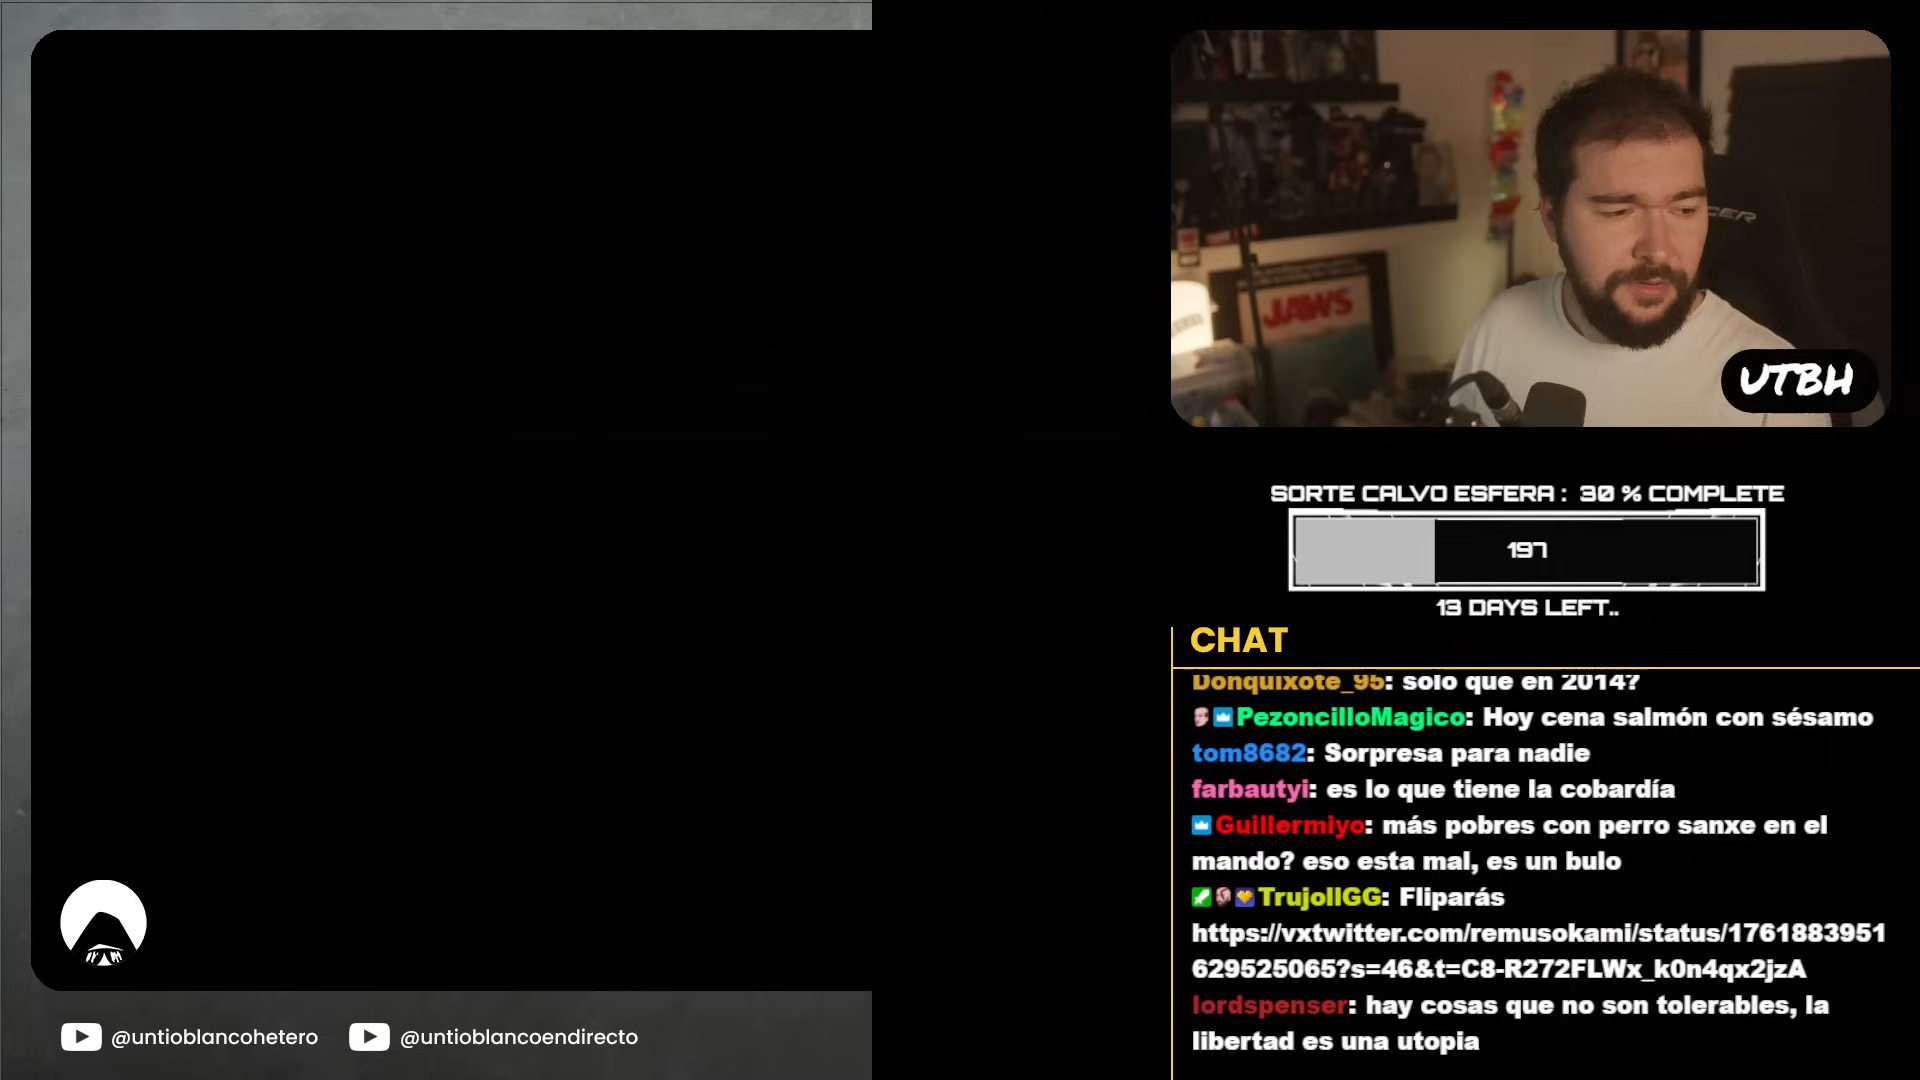 JAWS
CER
UTBH
SORTE CALVO ESFERA : 30 % COMPLETE
197
13 DAYS LEFT..
CHAT
Donquixote_95: solo que en 2014?
PezoncilloMagico: Hoy cena salmón con sésamo
tom8682: Sorpresa para nadie
farbautyi: es lo que tiene la cobardía
Guillermiyo: más pobres con perro sanxe en el
mando? eso esta mal, es un bulo
TrujollGG: Fliparás
https://vxtwitter.com/remusokami/status/1761883951
629525065?s=46&t=C8-R272FLWx_k0n4qx2jzA
lordspenser: hay cosas que no son tolerables, la
libertad es una utopia
@untioblancohetero
@untioblancoendirecto